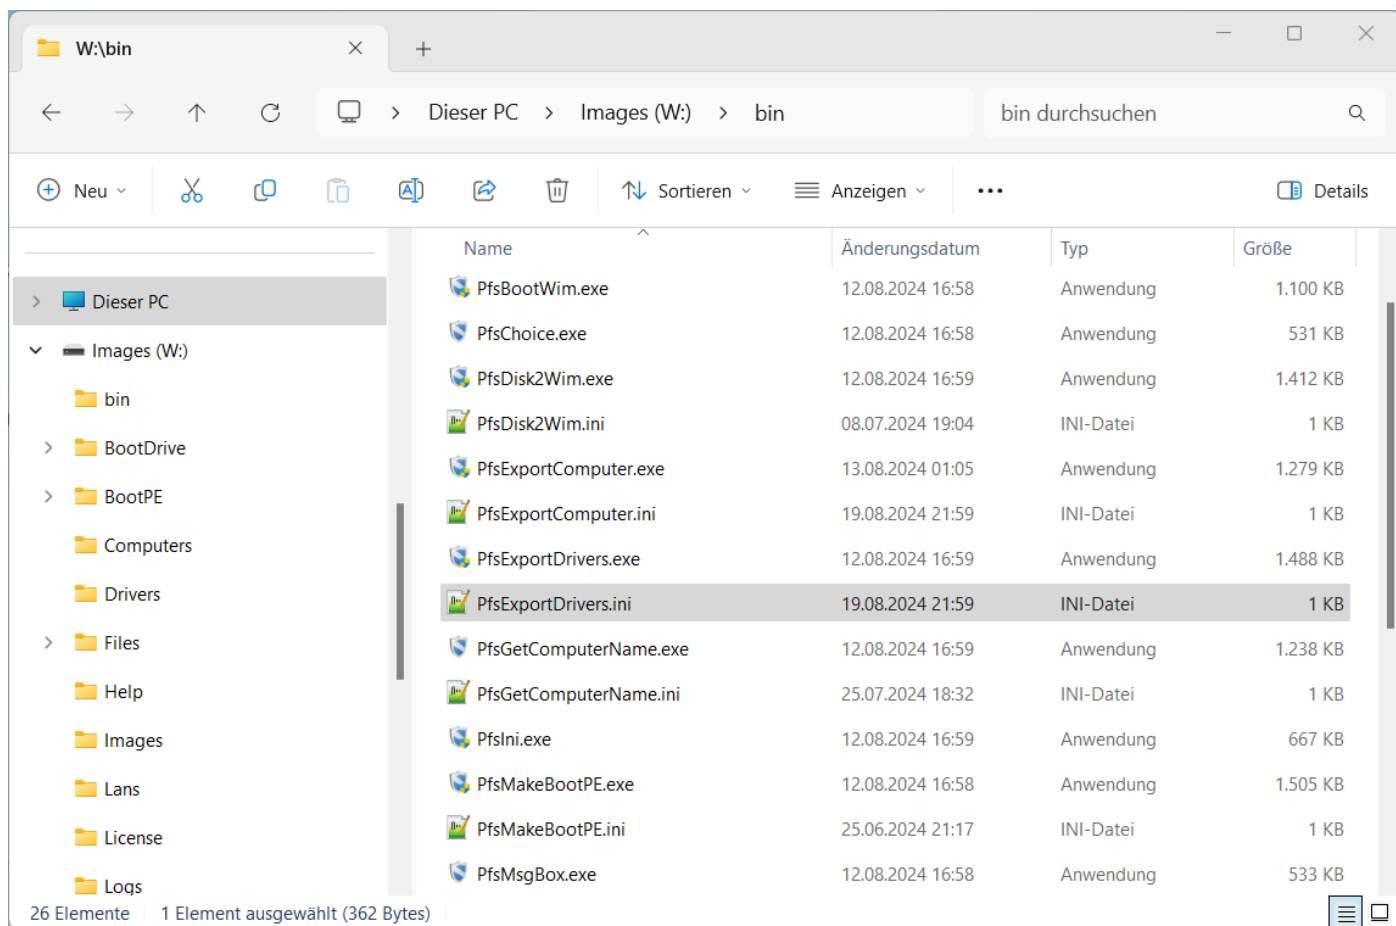 W:\bin
Dieser PC > Images (W:) > bin
bin durchsuchen
Neu
Sortieren
Anzeigen
Details
Dieser PC
Images (W:)
bin
BootDrive
BootPE
Computers
Drivers
Files
Help
Images
Lans
License
Logs
Name Änderungsdatum Typ Größe
PfsBootWim.exe 12.08.2024 16:58 Anwendung 1.100 KB
PfsChoice.exe 12.08.2024 16:58 Anwendung 531 KB
PfsDisk2Wim.exe 12.08.2024 16:59 Anwendung 1.412 KB
PfsDisk2Wim.ini 08.07.2024 19:04 INI-Datei 1 KB
PfsExportComputer.exe 13.08.2024 01:05 Anwendung 1.279 KB
PfsExportComputer.ini 19.08.2024 21:59 INI-Datei 1 KB
PfsExportDrivers.exe 12.08.2024 16:59 Anwendung 1.488 KB
PfsExportDrivers.ini 19.08.2024 21:59 INI-Datei 1 KB
PfsGetComputerName.exe 12.08.2024 16:59 Anwendung 1.238 KB
PfsGetComputerName.ini 25.07.2024 18:32 INI-Datei 1 KB
PfsIni.exe 12.08.2024 16:59 Anwendung 667 KB
PfsMakeBootPE.exe 12.08.2024 16:58 Anwendung 1.505 KB
PfsMakeBootPE.ini 25.06.2024 21:17 INI-Datei 1 KB
PfsMsgBox.exe 12.08.2024 16:58 Anwendung 533 KB
26 Elemente 1 Element ausgewählt (362 Bytes)